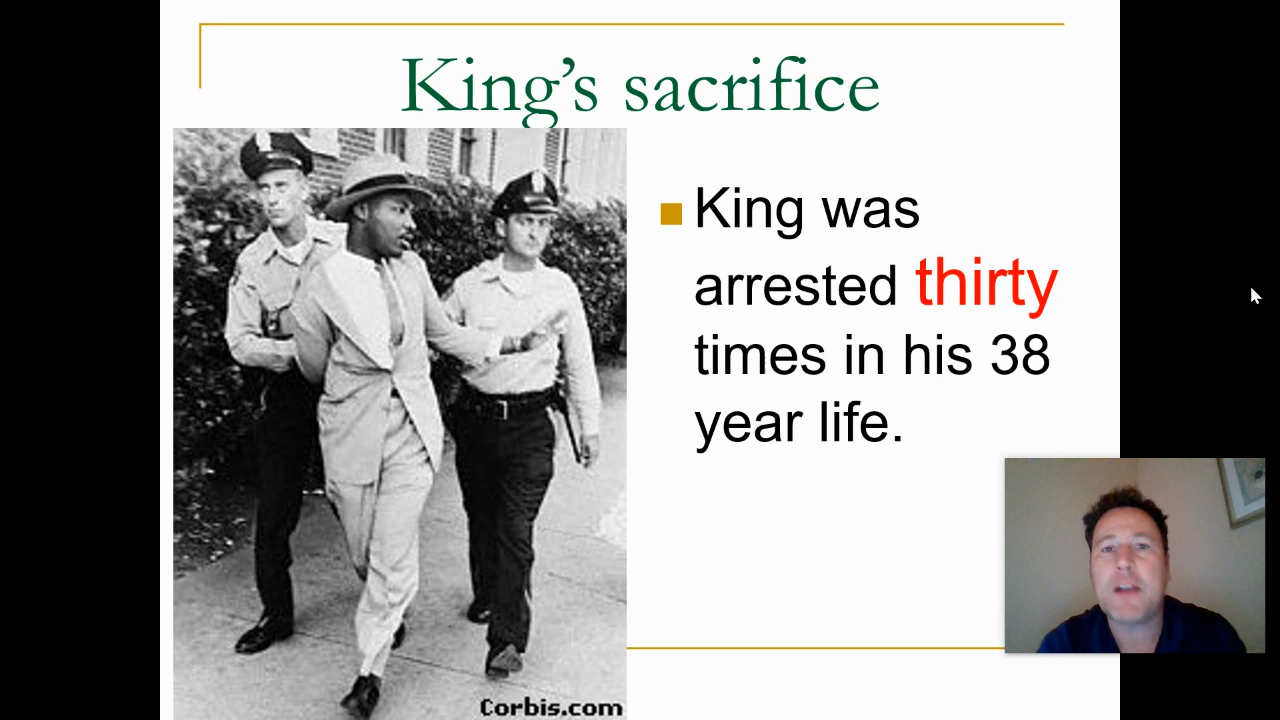 King’s sacrifice
King was
arrested thirty
times in his 38
year life.
Corbis.com